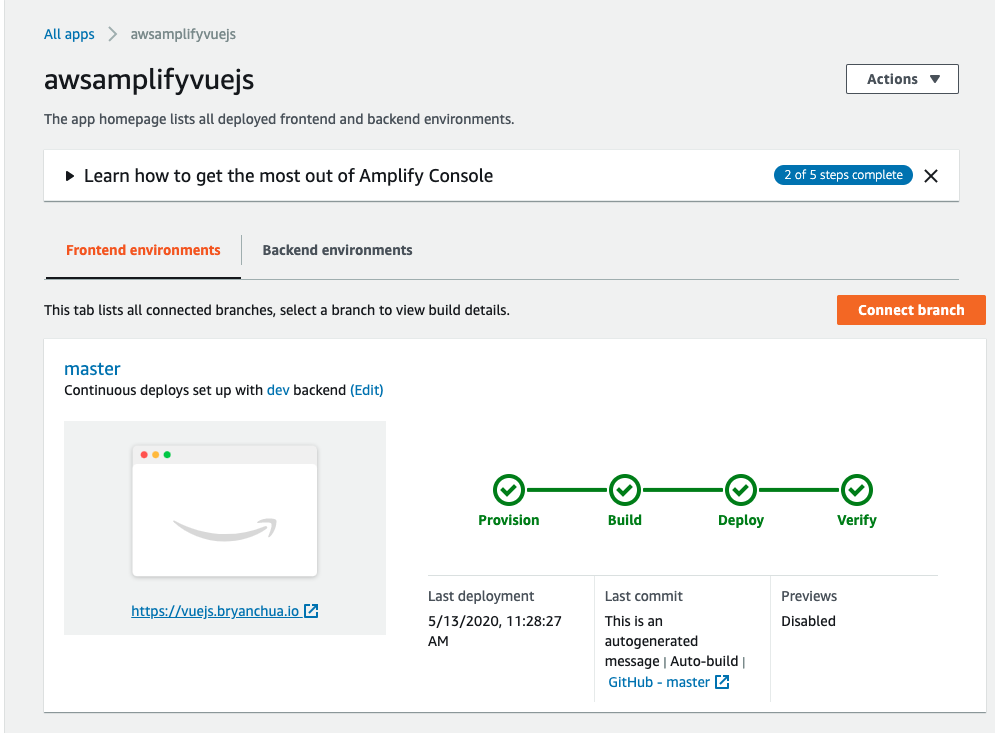 All apps > awsamplifyvuejs
awsamplifyvuejs
Actions ▼
The app homepage lists all deployed frontend and backend environments.
Learn how to get the most out of Amplify Console
2 of 5 steps complete
Frontend environments
Backend environments
This tab lists all connected branches, select a branch to view build details.
Connect branch
master
Continuous deploys set up with dev backend (Edit)
https://vuejs.bryanchua.io
Provision
Build
Deploy
Verify
Last deployment
5/13/2020, 11:28:27
AM
Last commit
This is an
autogenerated
message | Auto-build |
GitHub - master
Previews
Disabled